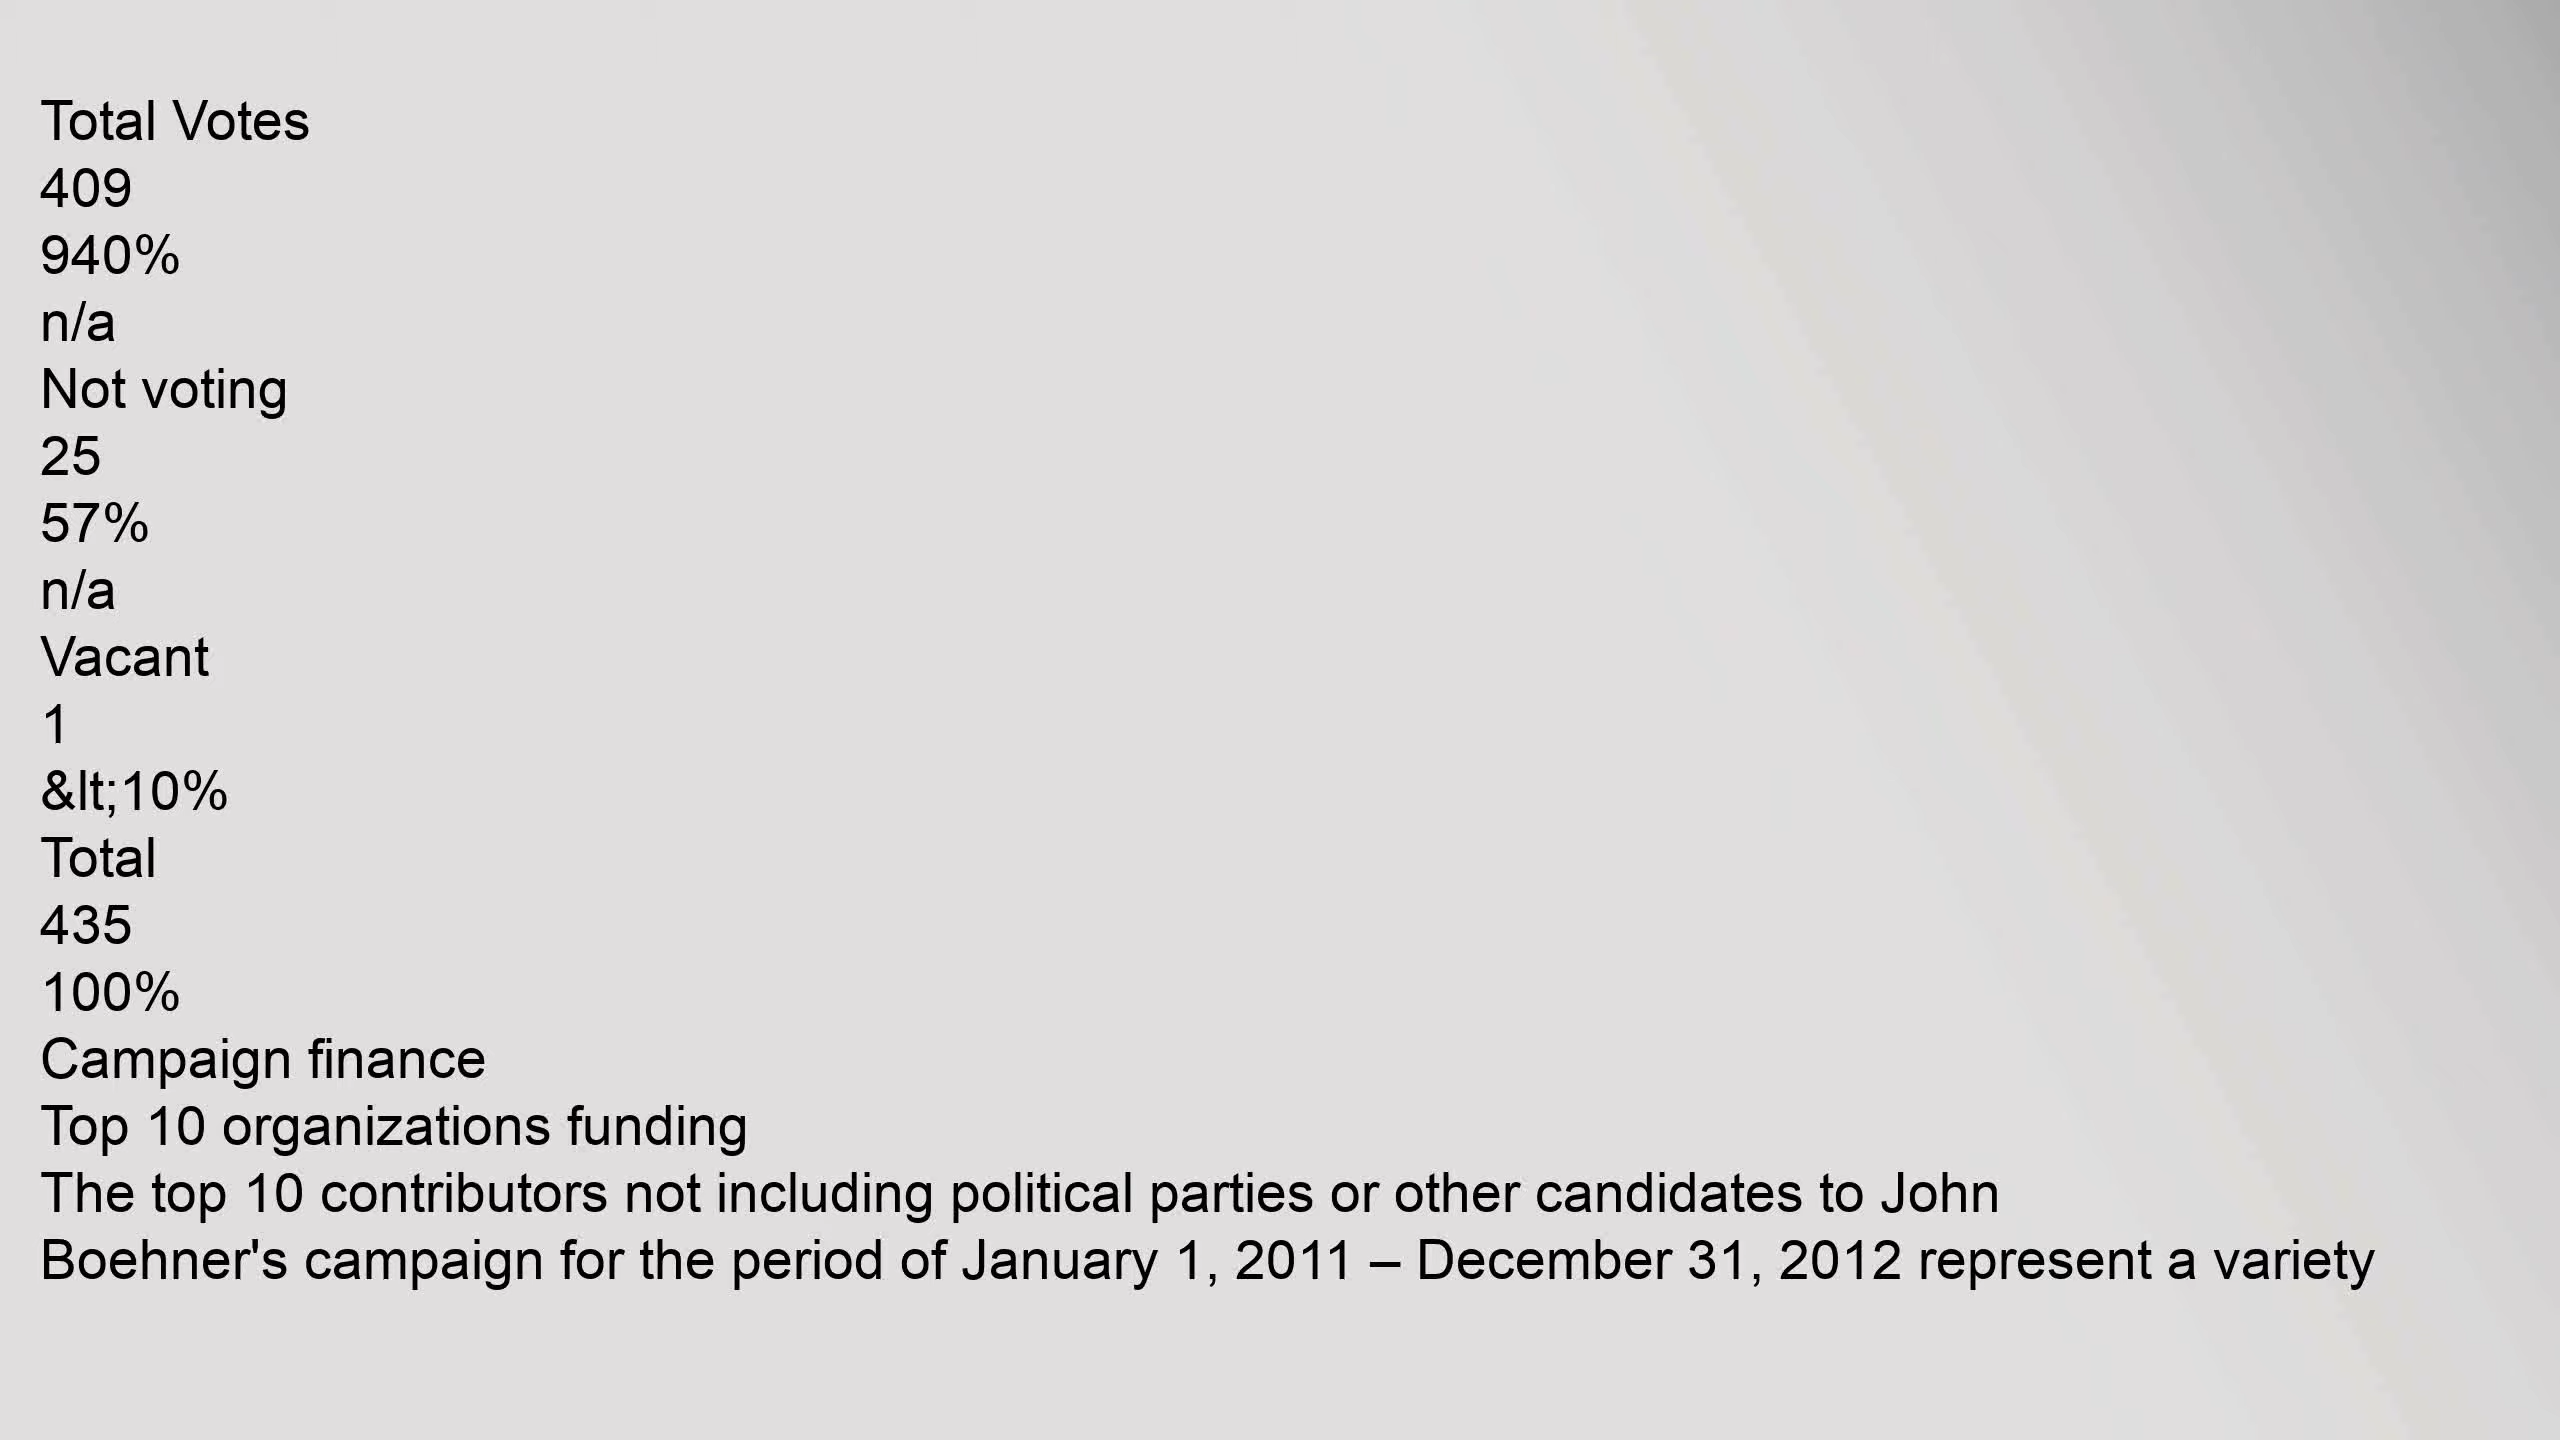 Total Votes
409
940%
n/a
Not voting
25
57%
n/a
Vacant
1
&lt;10%
Total
435
100%
Campaign finance
Top 10 organizations funding
The top 10 contributors not including political parties or other candidates to John
Boehner's campaign for the period of January 1, 2011 – December 31, 2012 represent a variety